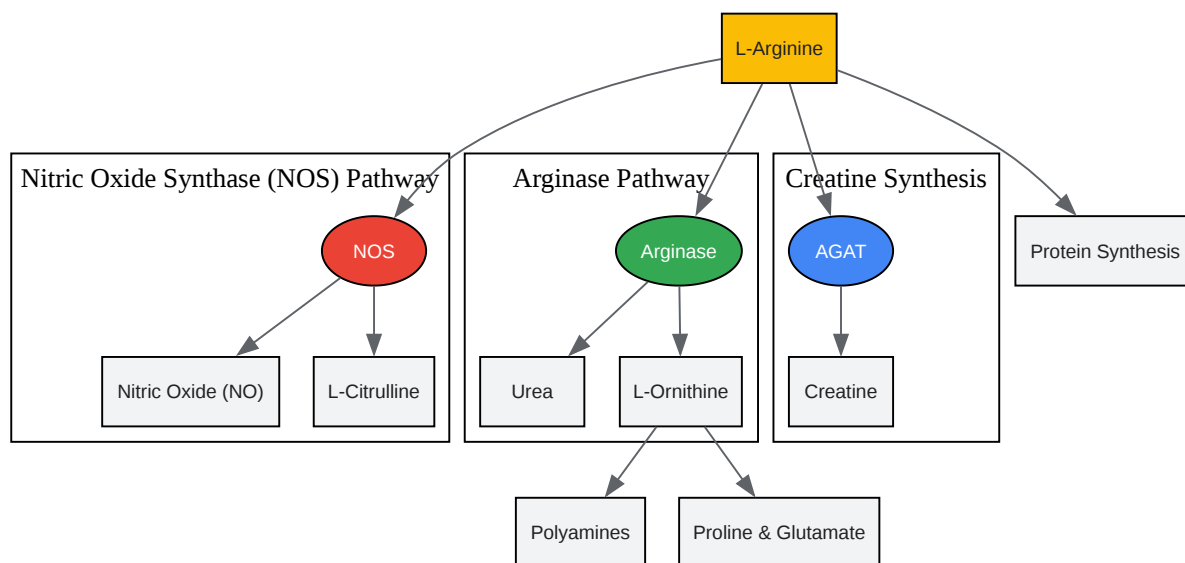 L-Arginine
Nitric Oxide Synthase (NOS) Pathway
Arginase Pathway
Creatine Synthesis
NOS
Arginase
AGAT
Protein Synthesis
Nitric Oxide (NO)
L-Citrulline
Urea
L-Ornithine
Creatine
Polyamines
Proline & Glutamate